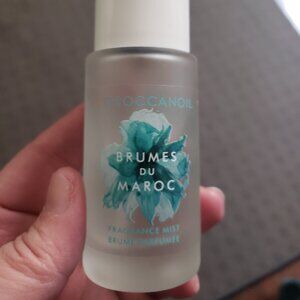 MOROCCANOIL
BRUMES
DU
MAROC
FRAGRANCE MIST
BRUME PARFUMÉE